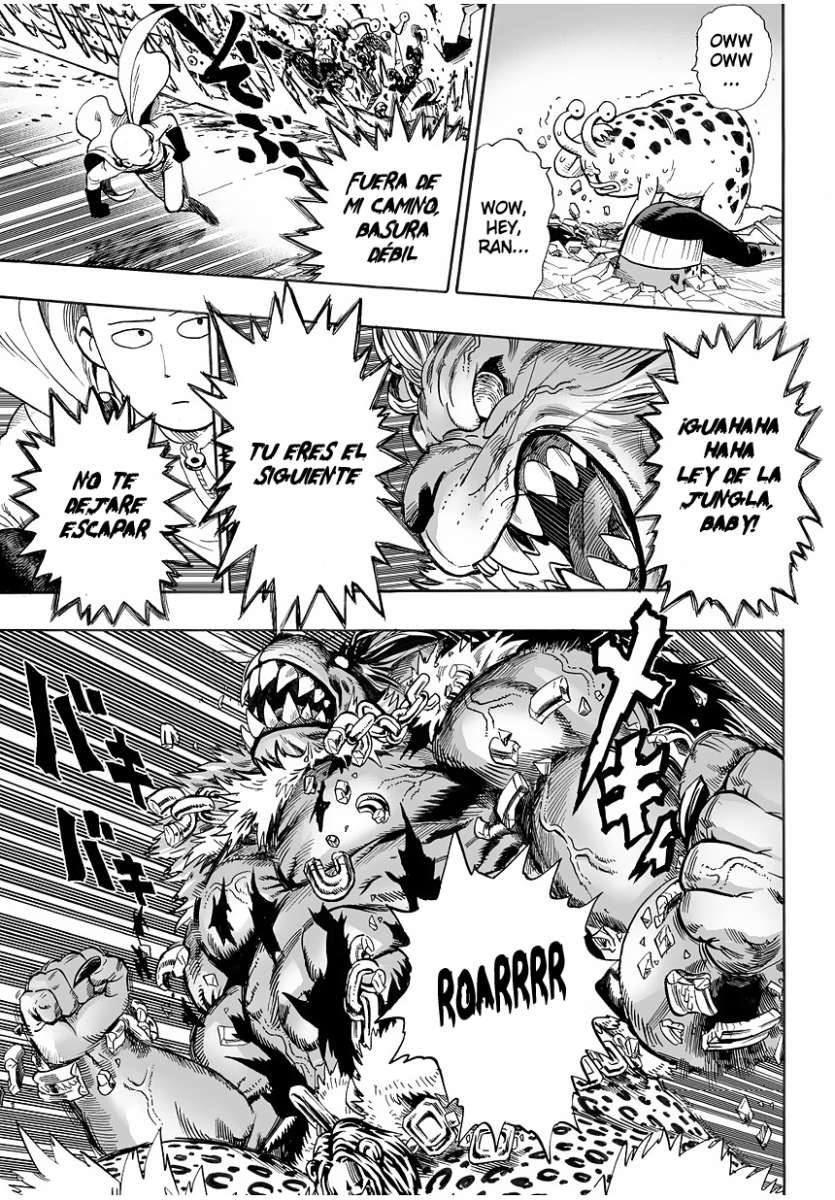 OWW
OWW
...
WOW,
HEY,
RAN...
FUERA DE
MI CAMINO,
BASURA
DÉBIL
¡GUAHAHA
HAHA
LEY DE LA
JUNGLA,
BABY!
TU ERES EL
SIGUIENTE
NO TE
DEJARE
ESCAPAR
メキィ
バキ
バキ
ROARRRR